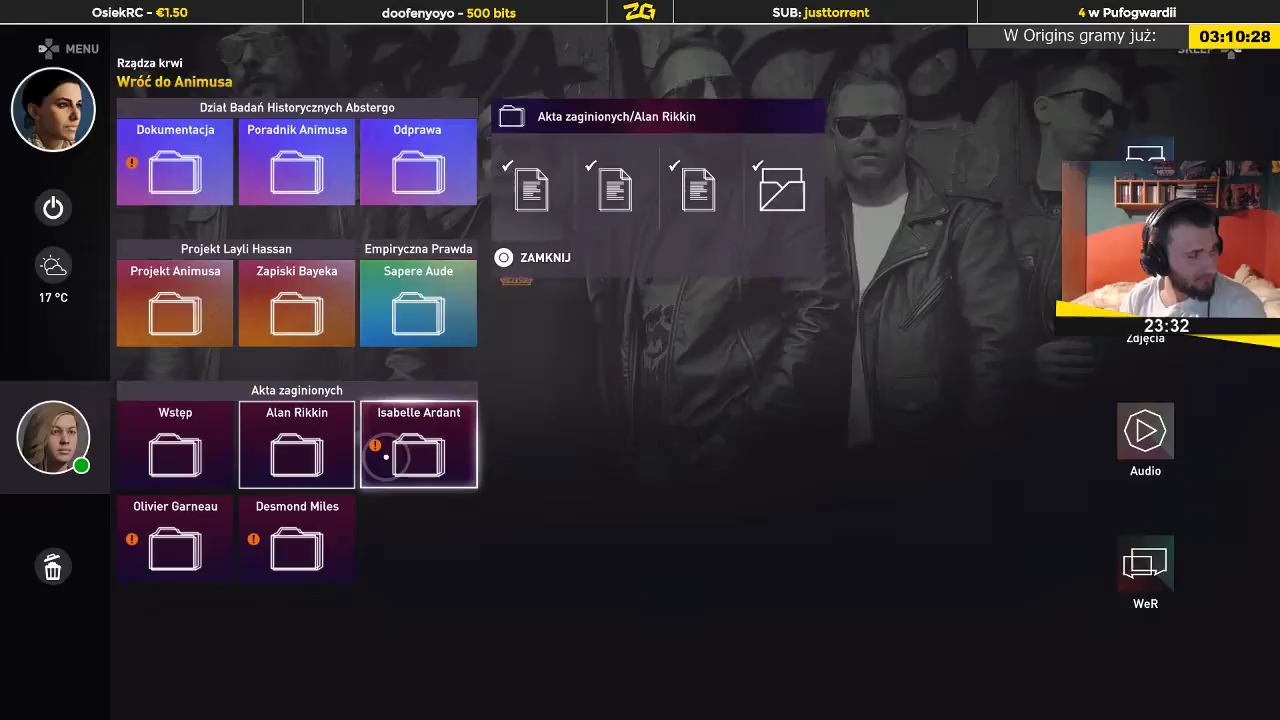 OsiekRC - €1.50
doofenyoyo - 500 bits
ZG
SUB: justtorrent
4 w Pufogwardii
W Origins gramy już:
03:10:28
MENU
SKLEP
Rządza krwi
Wróć do Animusa
Dział Badań Historycznych Abstergo
Dokumentacja
Poradnik Animusa
Odprawa
Akta zaginionych/Alan Rikkin
ZAMKNIJ
Projekt Layli Hassan
Empiryczna Prawda
Projekt Animusa
Zapiski Bayeka
Sapere Aude
17 °C
23:32
Zdjęcia
Akta zaginionych
Wstęp
Alan Rikkin
Isabelle Ardant
Olivier Garneau
Desmond Miles
Audio
WeR